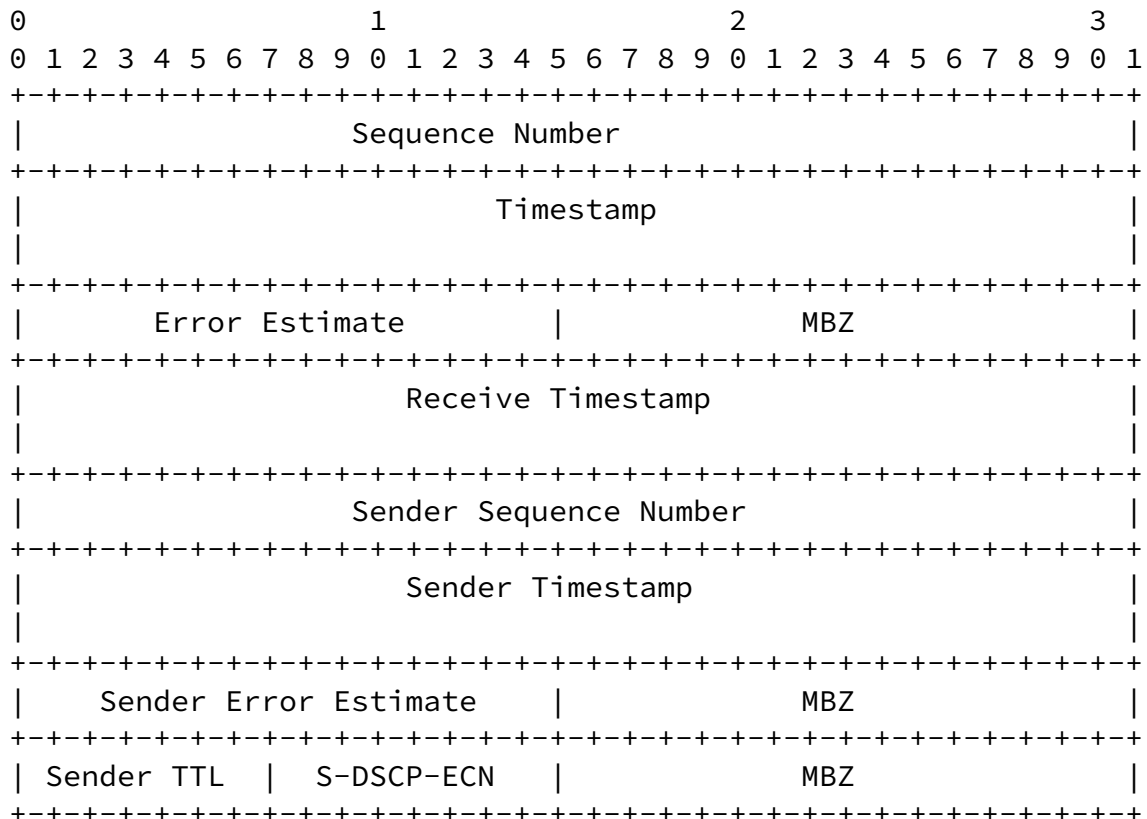 0                   1                   2                   3
0 1 2 3 4 5 6 7 8 9 0 1 2 3 4 5 6 7 8 9 0 1 2 3 4 5 6 7 8 9 0 1
+-+-+-+-+-+-+-+-+-+-+-+-+-+-+-+-+-+-+-+-+-+-+-+-+-+-+-+-+-+-+-+
|                  Sequence Number                            |
+-+-+-+-+-+-+-+-+-+-+-+-+-+-+-+-+-+-+-+-+-+-+-+-+-+-+-+-+-+-+-+
|                          Timestamp                          |
|                                                             |
+-+-+-+-+-+-+-+-+-+-+-+-+-+-+-+-+-+-+-+-+-+-+-+-+-+-+-+-+-+-+-+
|       Error Estimate        |             MBZ               |
+-+-+-+-+-+-+-+-+-+-+-+-+-+-+-+-+-+-+-+-+-+-+-+-+-+-+-+-+-+-+-+
|                     Receive Timestamp                       |
|                                                             |
+-+-+-+-+-+-+-+-+-+-+-+-+-+-+-+-+-+-+-+-+-+-+-+-+-+-+-+-+-+-+-+
|                  Sender Sequence Number                     |
+-+-+-+-+-+-+-+-+-+-+-+-+-+-+-+-+-+-+-+-+-+-+-+-+-+-+-+-+-+-+-+
|                     Sender Timestamp                        |
|                                                             |
+-+-+-+-+-+-+-+-+-+-+-+-+-+-+-+-+-+-+-+-+-+-+-+-+-+-+-+-+-+-+-+
|    Sender Error Estimate    |             MBZ               |
+-+-+-+-+-+-+-+-+-+-+-+-+-+-+-+-+-+-+-+-+-+-+-+-+-+-+-+-+-+-+-+
| Sender TTL  |  S-DSCP-ECN   |             MBZ               |
+-+-+-+-+-+-+-+-+-+-+-+-+-+-+-+-+-+-+-+-+-+-+-+-+-+-+-+-+-+-+-+